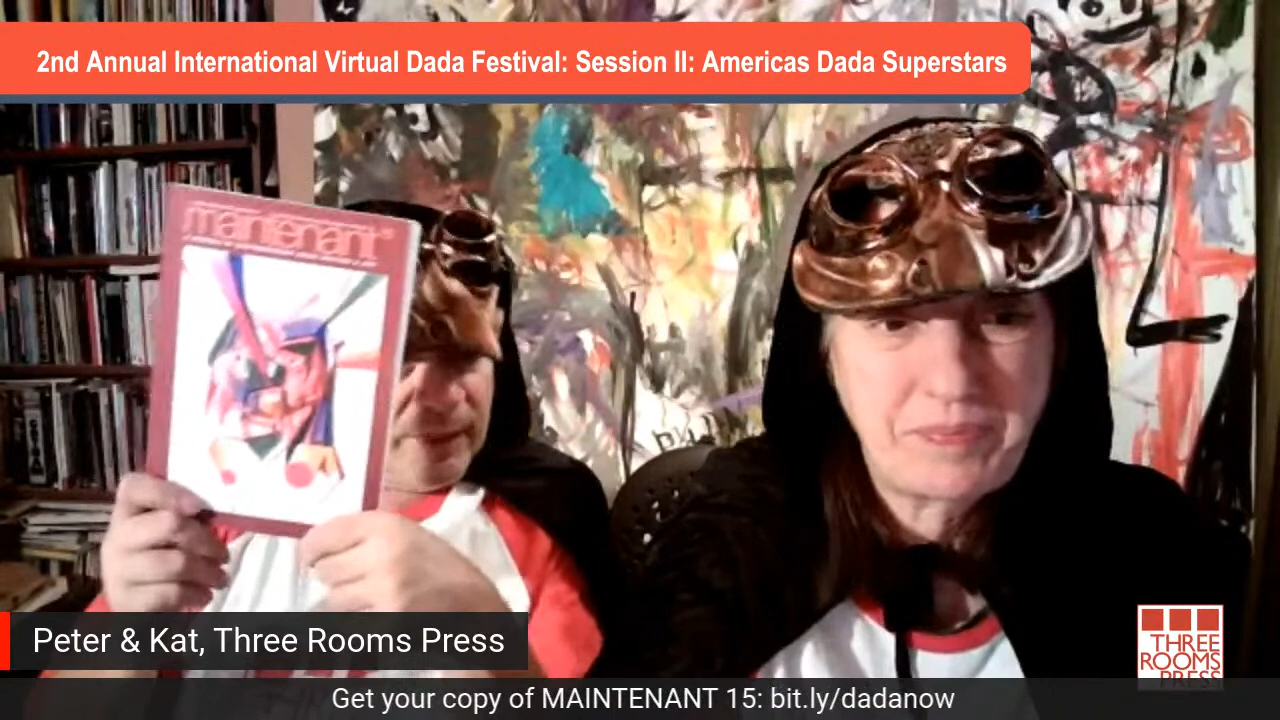 2nd Annual International Virtual Dada Festival: Session II: Americas Dada Superstars
maintenant
Peter & Kat, Three Rooms Press
THREE
ROOMS
PRESS
Get your copy of MAINTENANT 15: bit.ly/dadanow